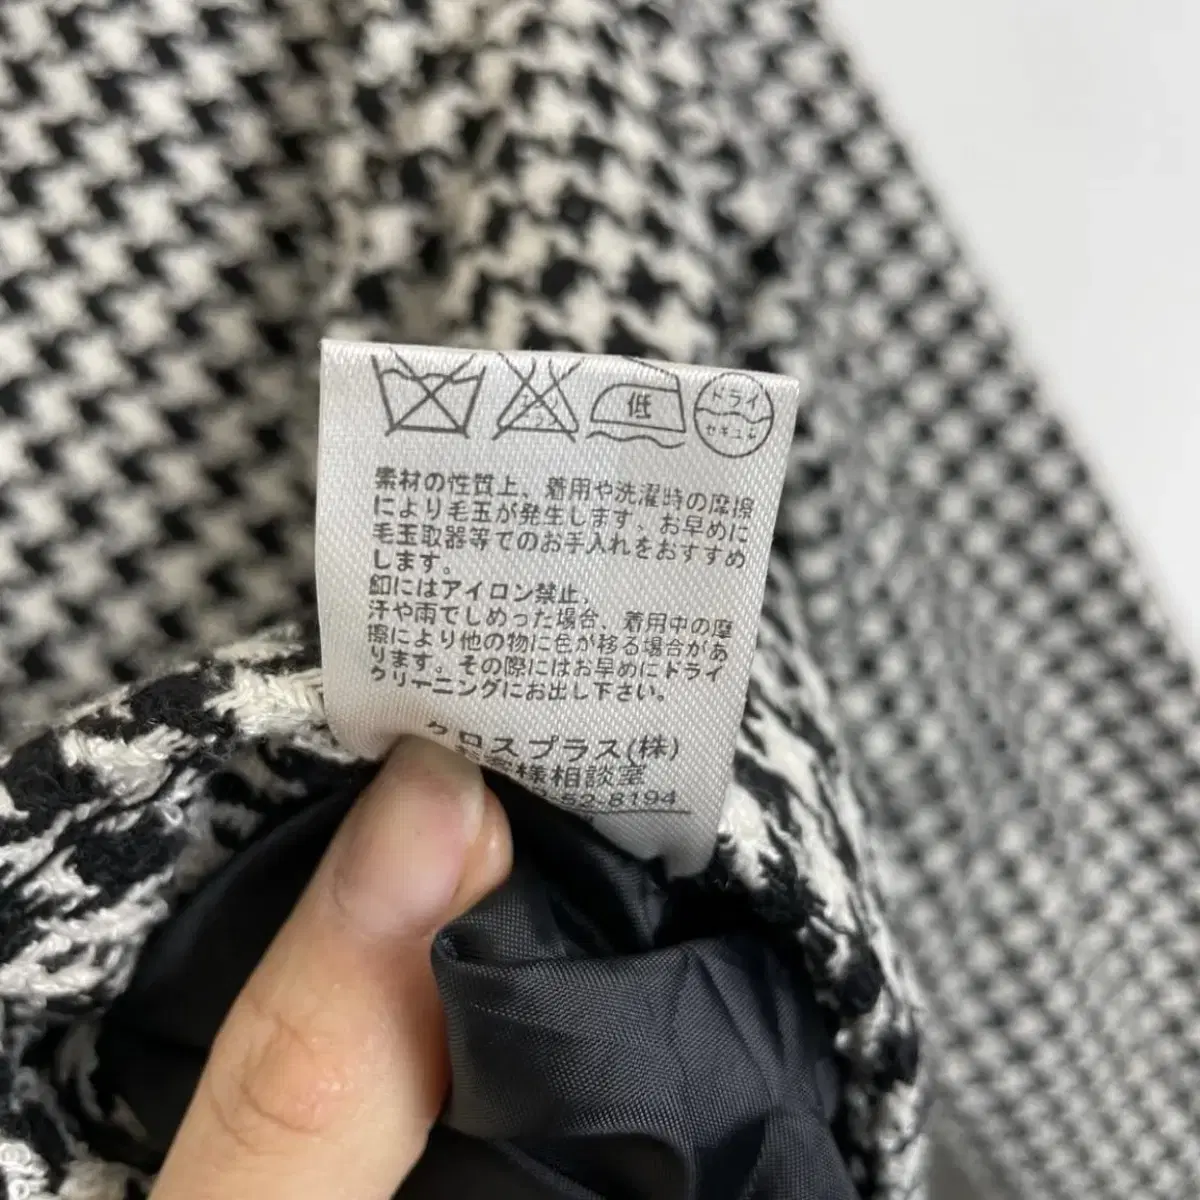 低
ドライ
セキユ系
素材の性質上、着用や洗濯時の摩擦
により毛玉が発生します。お早めに
毛玉取器等でのお手入れをおすすめ
します。
釦にはアイロン禁止。
汗や雨でしめった場合、着用中の摩
擦により他の物に色が移る場合があ
ります。その際にはお早めにドライ
クリーニングにお出し下さい。
クロスプラス(株)
お客様相談室
52-8194